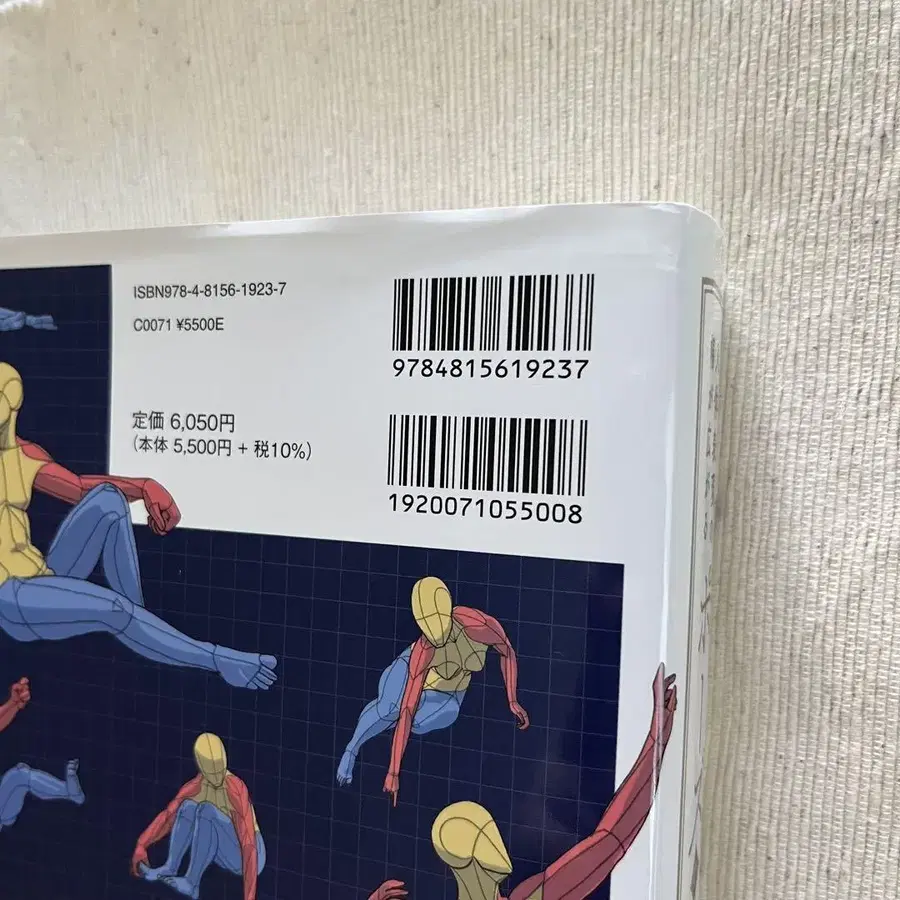 ISBN978-4-8156-1923-7
C0071 ¥5500E
定価 6,050円
(本体 5,500円 + 税10%)
9784815619237
1920071055008